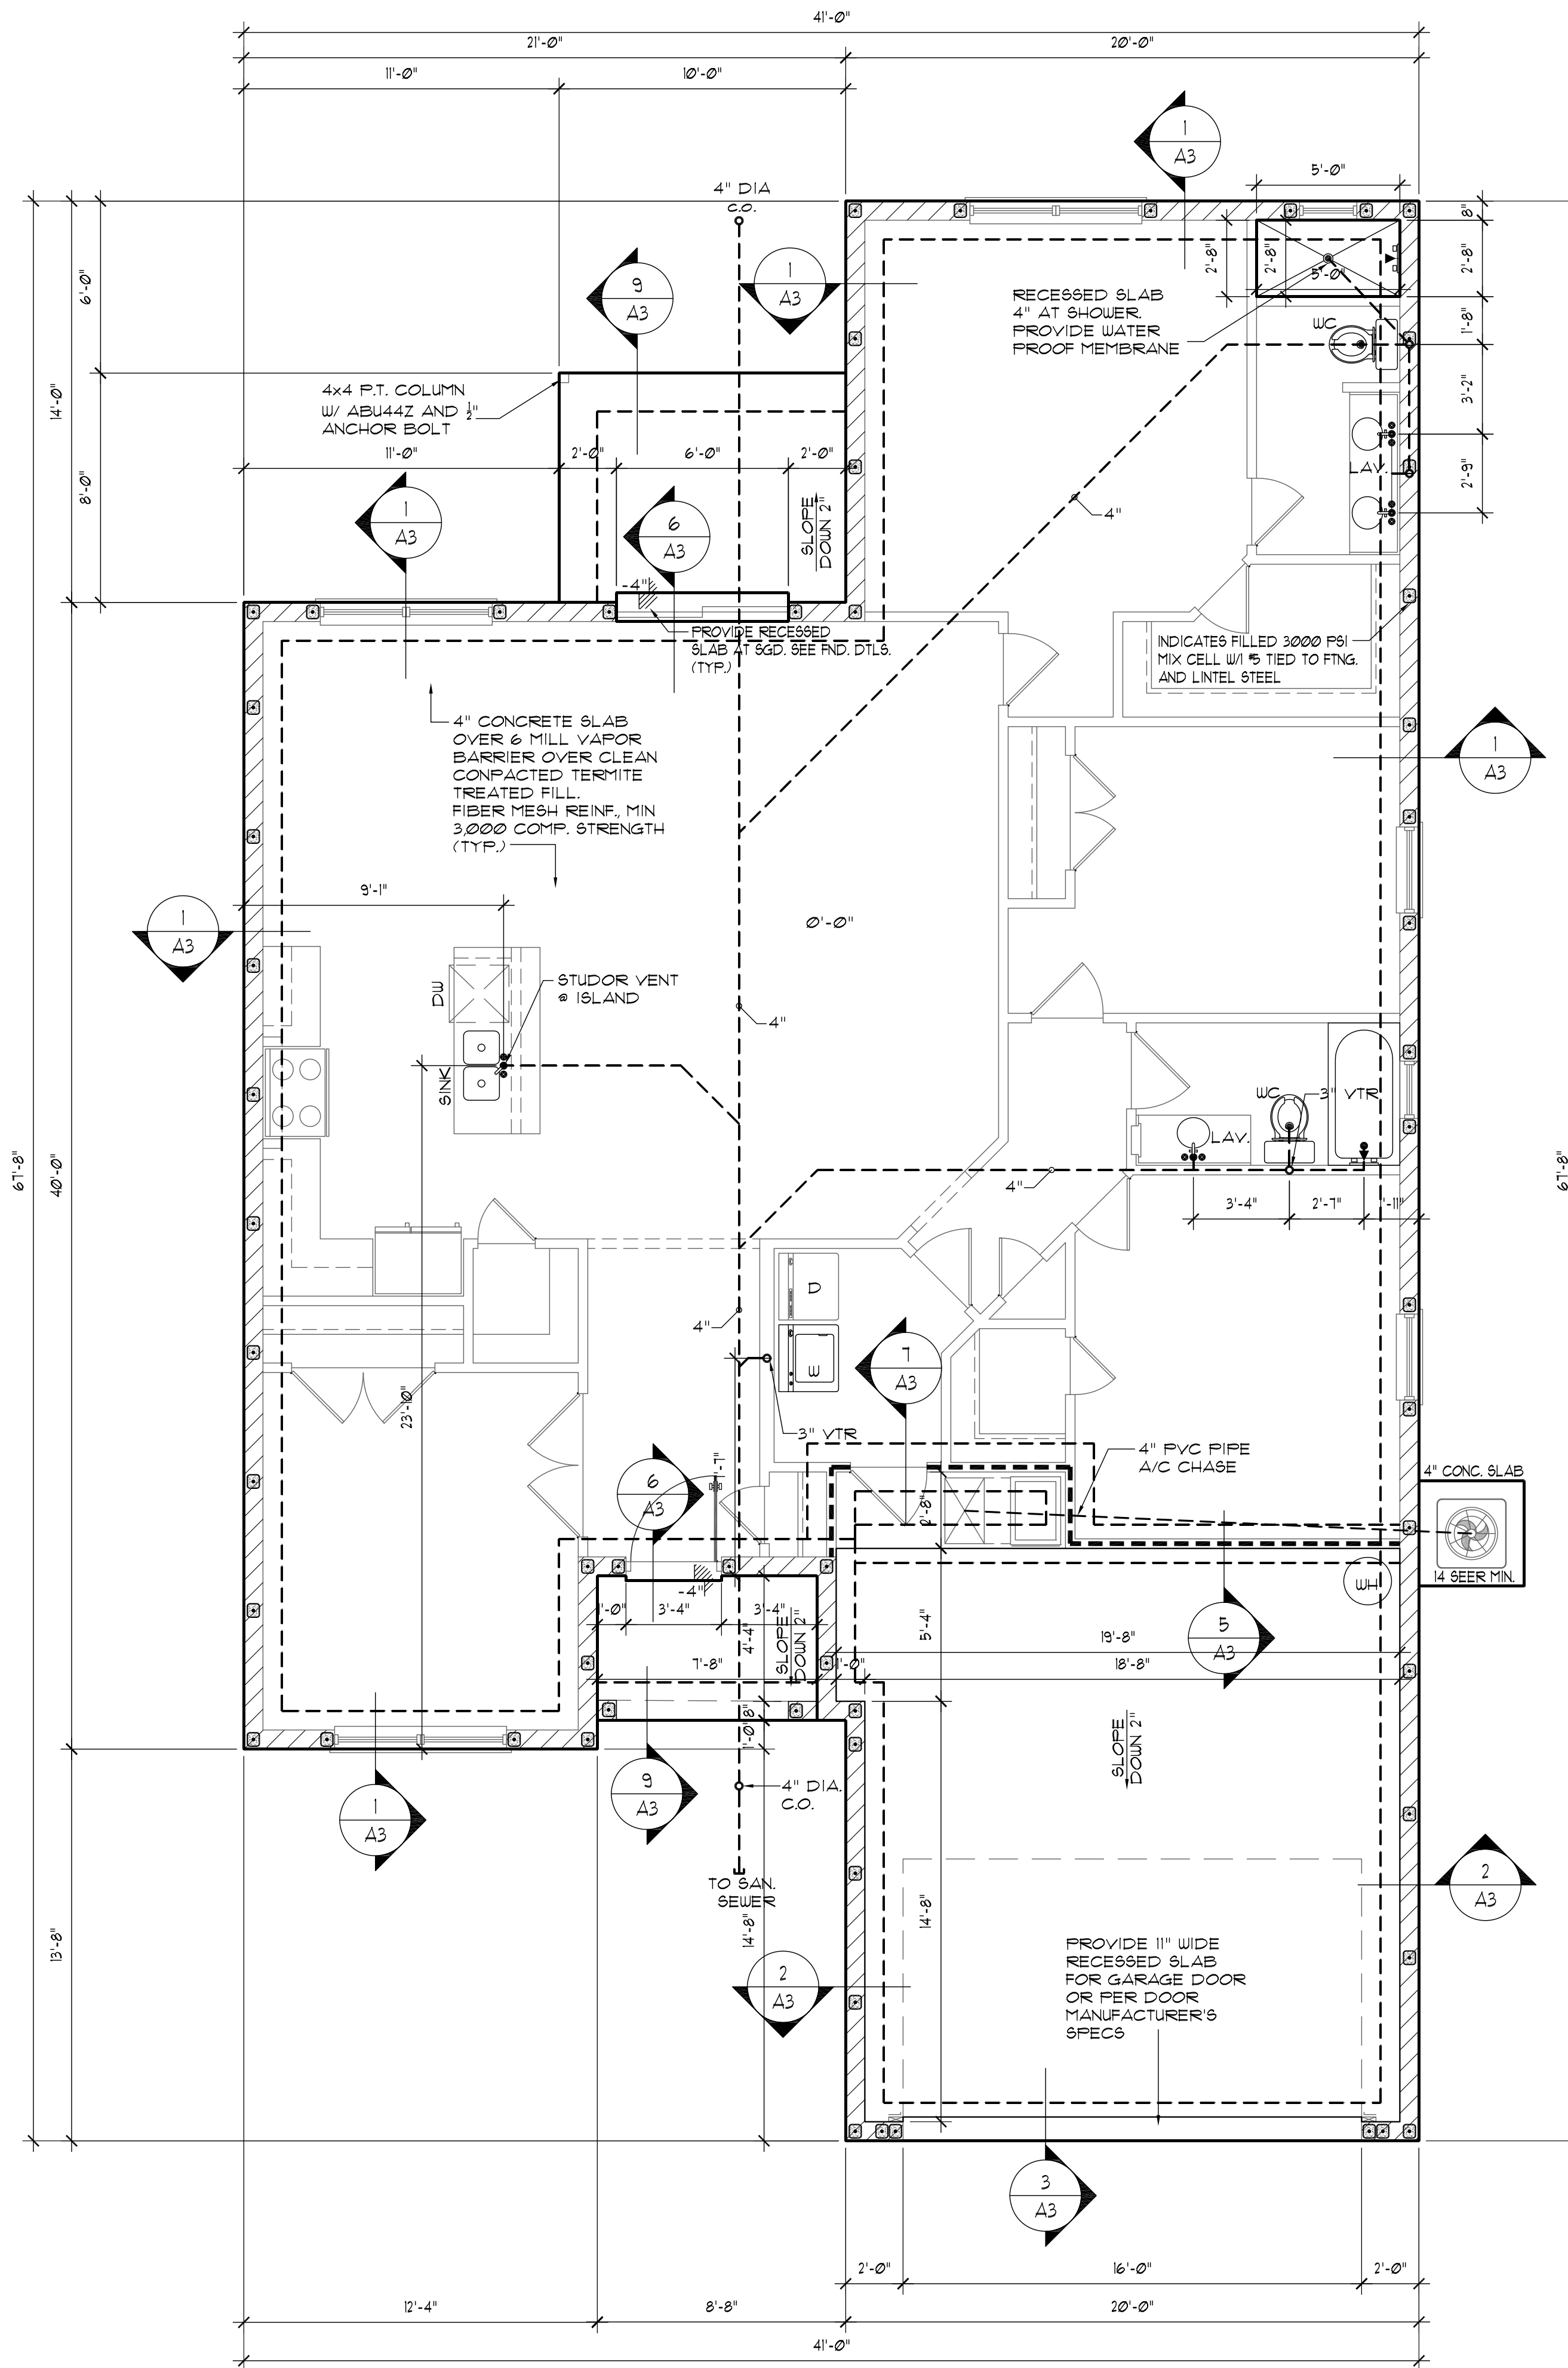 41'-0"
21'-0"
20'-0"
11'-0"
10'-0"
1
A3
4" DIA
C.O.
5'-0"
8"
6'-0"
9
A3
1
A3
2'-8"
2'-8"
5'-0"
2'-8"
RECESSED SLAB
4" AT SHOWER.
PROVIDE WATER
PROOF MEMBRANE
WC
1'-8"
14'-0"
4x4 P.T. COLUMN
W/ ABU44Z AND 1/2"
ANCHOR BOLT
3'-2"
11'-0"
2'-0"
6'-0"
2'-0"
LAV.
2'-9"
8'-0"
1
A3
6
A3
SLOPE
DOWN 2"
4"
-4"
PROVIDE RECESSED
SLAB AT SGD. SEE FND. DTLS.
(TYP.)
INDICATES FILLED 3000 PSI
MIX CELL W/1 #5 TIED TO FTNG.
AND LINTEL STEEL
4" CONCRETE SLAB
OVER 6 MILL VAPOR
BARRIER OVER CLEAN
CONPACTED TERMITE
TREATED FILL.
FIBER MESH REINF., MIN
3,000 COMP. STRENGTH
(TYP.)
1
A3
9'-1"
1
A3
0'-0"
DW
STUDOR VENT
@ ISLAND
4"
SINK
WC
3" VTR
LAV.
67'-8"
40'-0"
67'-8"
4"
3'-4"
2'-7"
'-11"
D
4"
W
7
A3
23'-10"
3" VTR
4" PVC PIPE
A/C CHASE
4" CONC. SLAB
6
A3
'-7"
2'-8"
14 SEER MIN.
WH
-4"
'-0"
3'-4"
3'-4"
4'-4"
SLOPE
DOWN 2"
5'-4"
5
A3
19'-8"
7'-8"
1'-0"
18'-8"
8"
1'-0"
SLOPE
DOWN 2"
9
A3
4" DIA.
C.O.
1
A3
TO SAN.
SEWER
2
A3
14'-8"
14'-8"
13'-8"
PROVIDE 11" WIDE
RECESSED SLAB
FOR GARAGE DOOR
OR PER DOOR
MANUFACTURER'S
SPECS
2
A3
3
A3
2'-0"
16'-0"
2'-0"
12'-4"
8'-8"
20'-0"
41'-0"